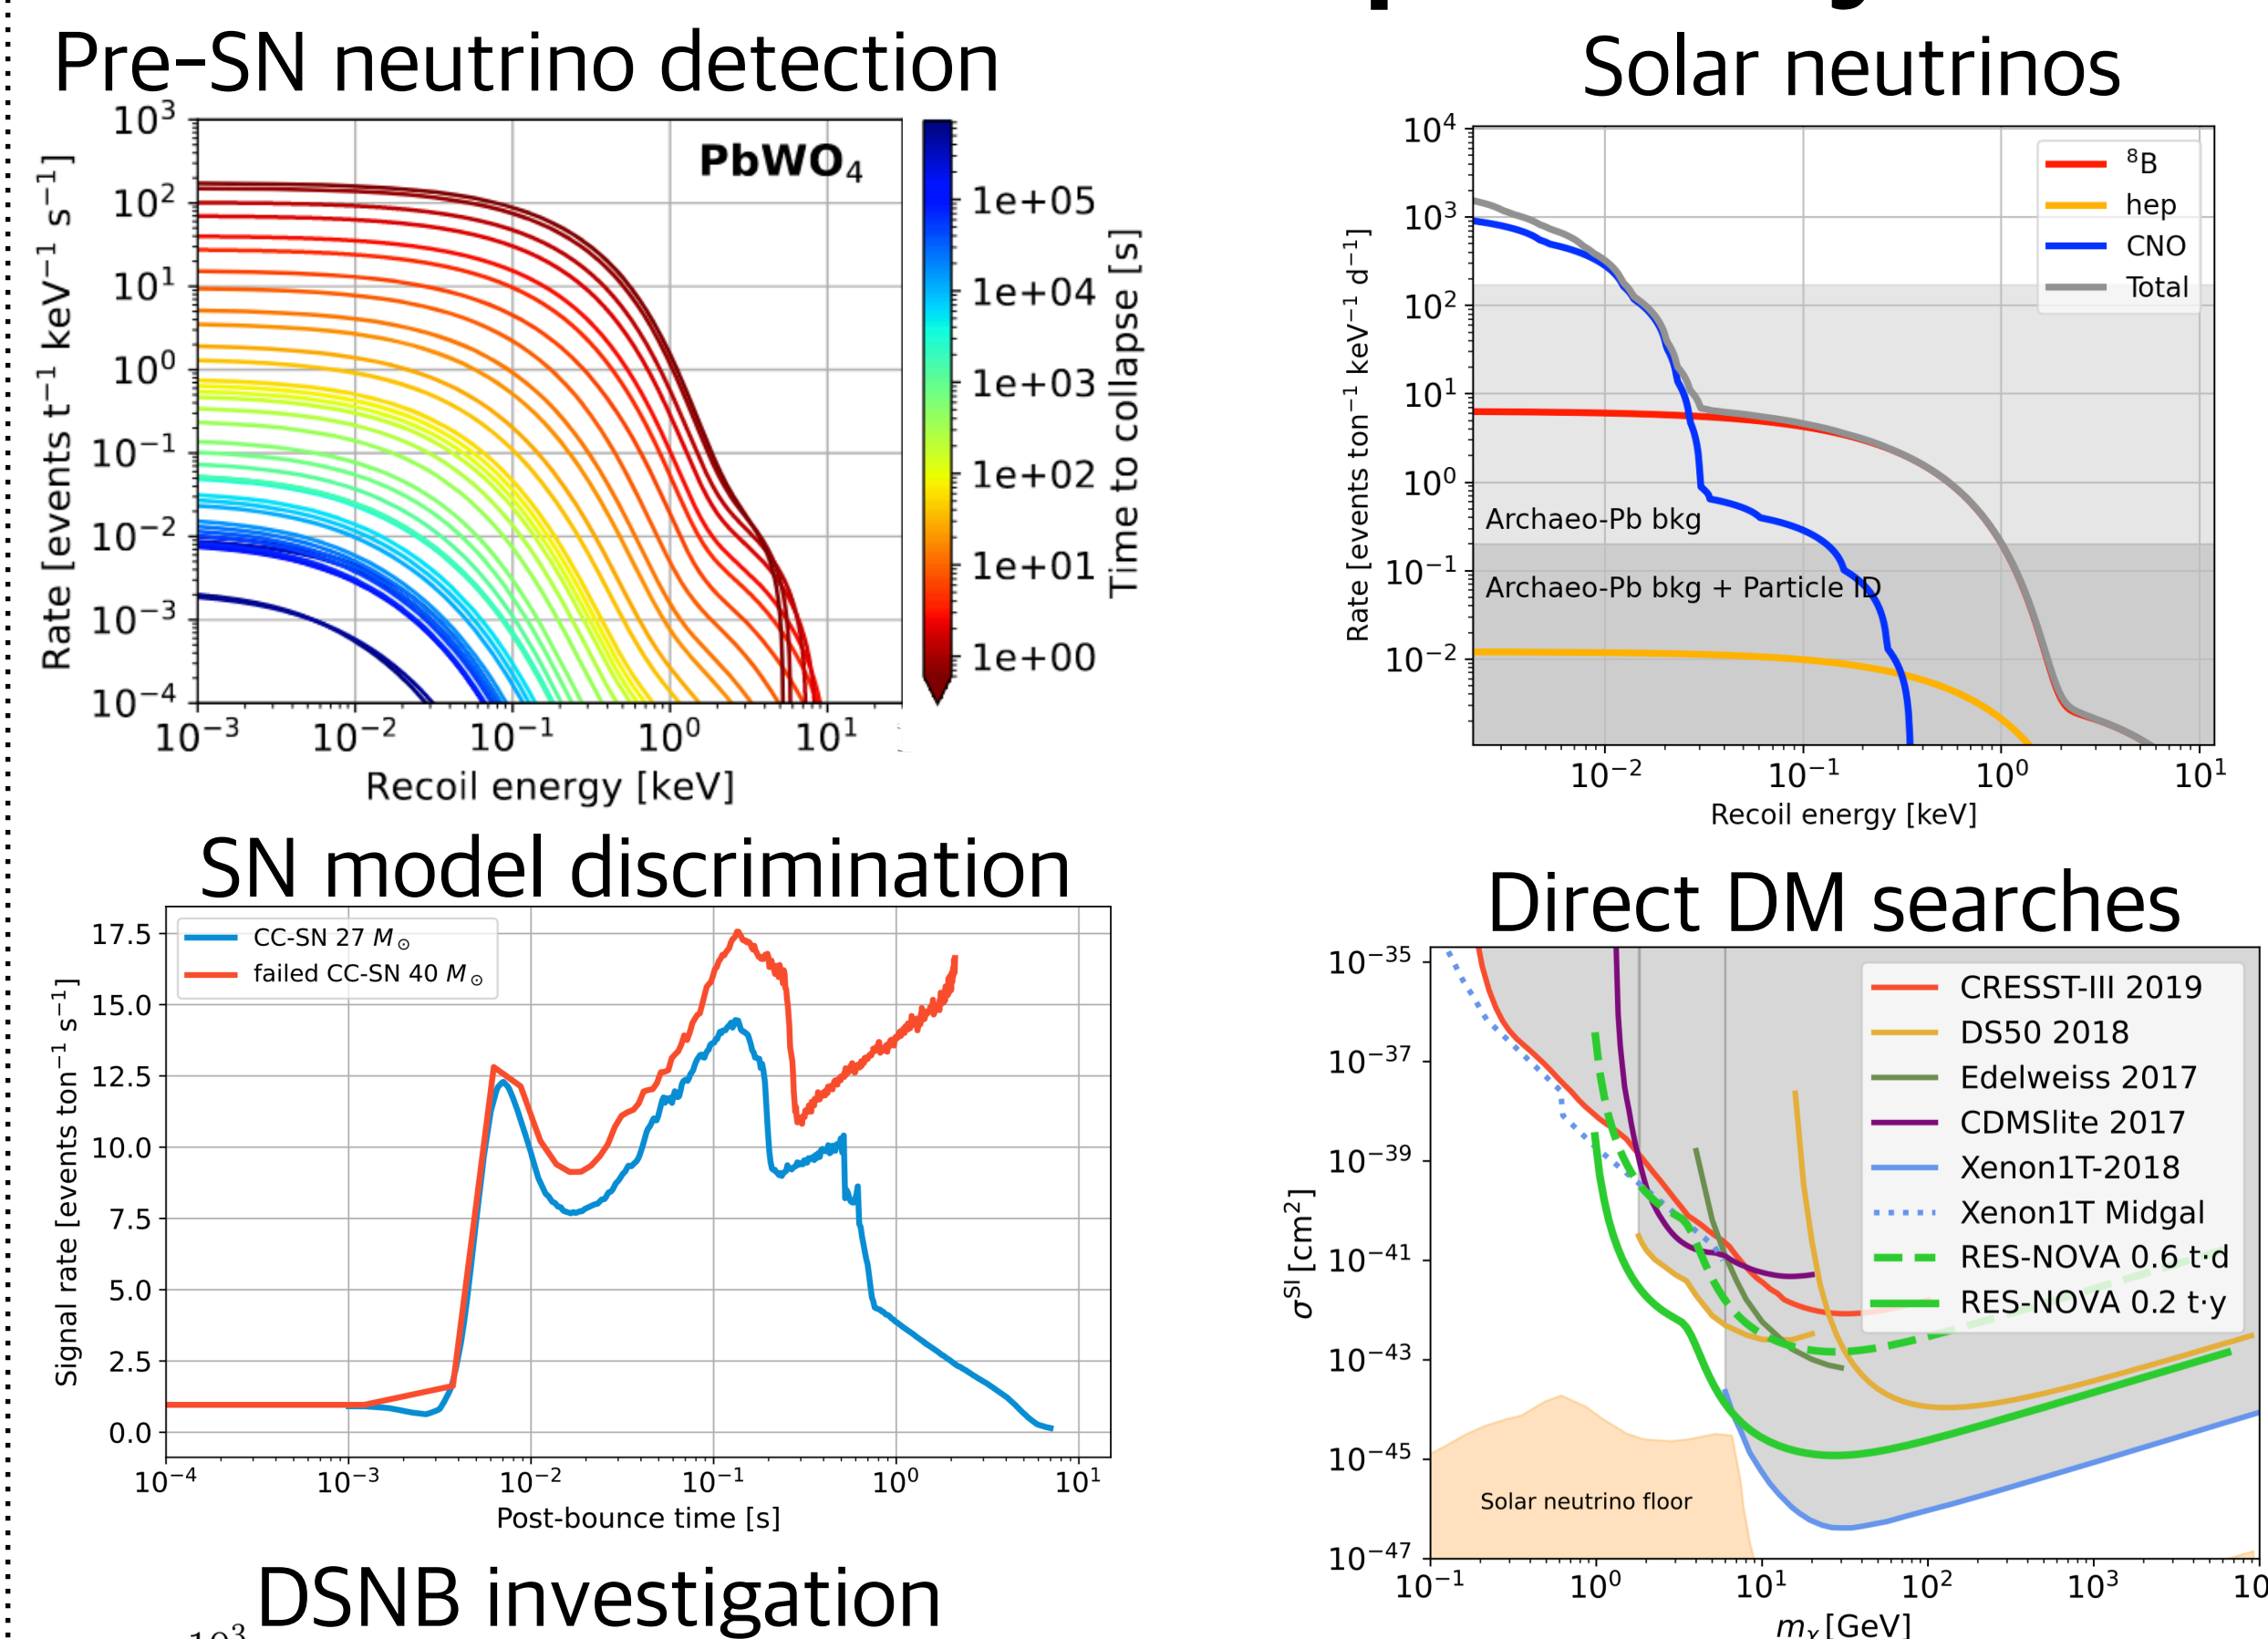 Pre-SN neutrino detection
10³
10²
10¹
10⁰
10⁻¹
10⁻²
10⁻³
10⁻⁴
Rate [events t⁻¹ keV⁻¹ s⁻¹]
PbWO₄
10⁻³ 10⁻² 10⁻¹ 10⁰ 10¹
Recoil energy [keV]
1e+05
1e+04
1e+03
1e+02
1e+01
1e+00
Time to collapse [s]
Solar neutrinos
10⁴
10³
10²
10¹
10⁰
10⁻¹
10⁻²
Rate [events ton⁻¹ keV⁻¹ d⁻¹]
⁸B
hep
CNO
Total
Archaeo-Pb bkg
Archaeo-Pb bkg + Particle ID
10⁻² 10⁻¹ 10⁰ 10¹
Recoil energy [keV]
SN model discrimination
17.5
15.0
12.5
10.0
7.5
5.0
2.5
0.0
Signal rate [events ton⁻¹ s⁻¹]
CC-SN 27 M⊙
failed CC-SN 40 M⊙
10⁻⁴ 10⁻³ 10⁻² 10⁻¹ 10⁰ 10¹
Post-bounce time [s]
Direct DM searches
10⁻³⁵
10⁻³⁷
10⁻³⁹
10⁻⁴¹
10⁻⁴³
10⁻⁴⁵
10⁻⁴⁷
σ^SI [cm²]
CRESST-III 2019
DS50 2018
Edelweiss 2017
CDMSlite 2017
Xenon1T-2018
Xenon1T Midgal
RES-NOVA 0.6 t·d
RES-NOVA 0.2 t·y
Solar neutrino floor
10⁻¹ 10⁰ 10¹ 10² 10³ 10
mχ [GeV]
DSNB investigation
10³